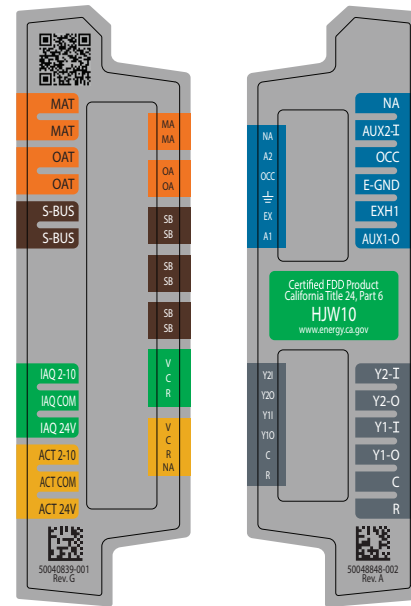 MAT
MAT
OAT
OAT
S-BUS
S-BUS
IAQ 2-10
IAQ COM
IAQ 24V
ACT 2-10
ACT COM
ACT 24V
50040839-001
Rev. G
MA
MA
OA
OA
SB
SB
SB
SB
SB
SB
V
C
R
V
C
R
NA
NA
A2
OCC
EX
A1
Y2I
Y2O
Y1I
Y1O
C
R
Certified FDD Product
California Title 24, Part 6
HJW10
www.energy.ca.gov
NA
AUX2-I
OCC
E-GND
EXH1
AUX1-O
Y2-I
Y2-O
Y1-I
Y1-O
C
R
50048848-002
Rev. A